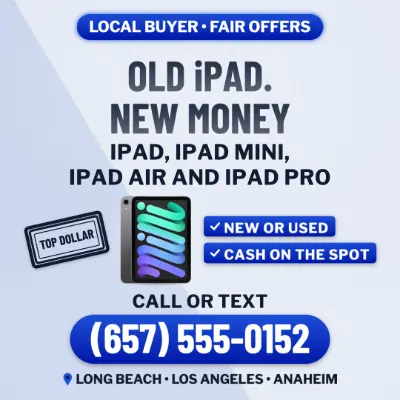 LOCAL BUYER • FAIR OFFERS
OLD iPAD.
NEW MONEY
IPAD, IPAD MINI,
IPAD AIR AND IPAD PRO
TOP DOLLAR
NEW OR USED
CASH ON THE SPOT
CALL OR TEXT
(657) 555-0152
LONG BEACH • LOS ANGELES • ANAHEIM